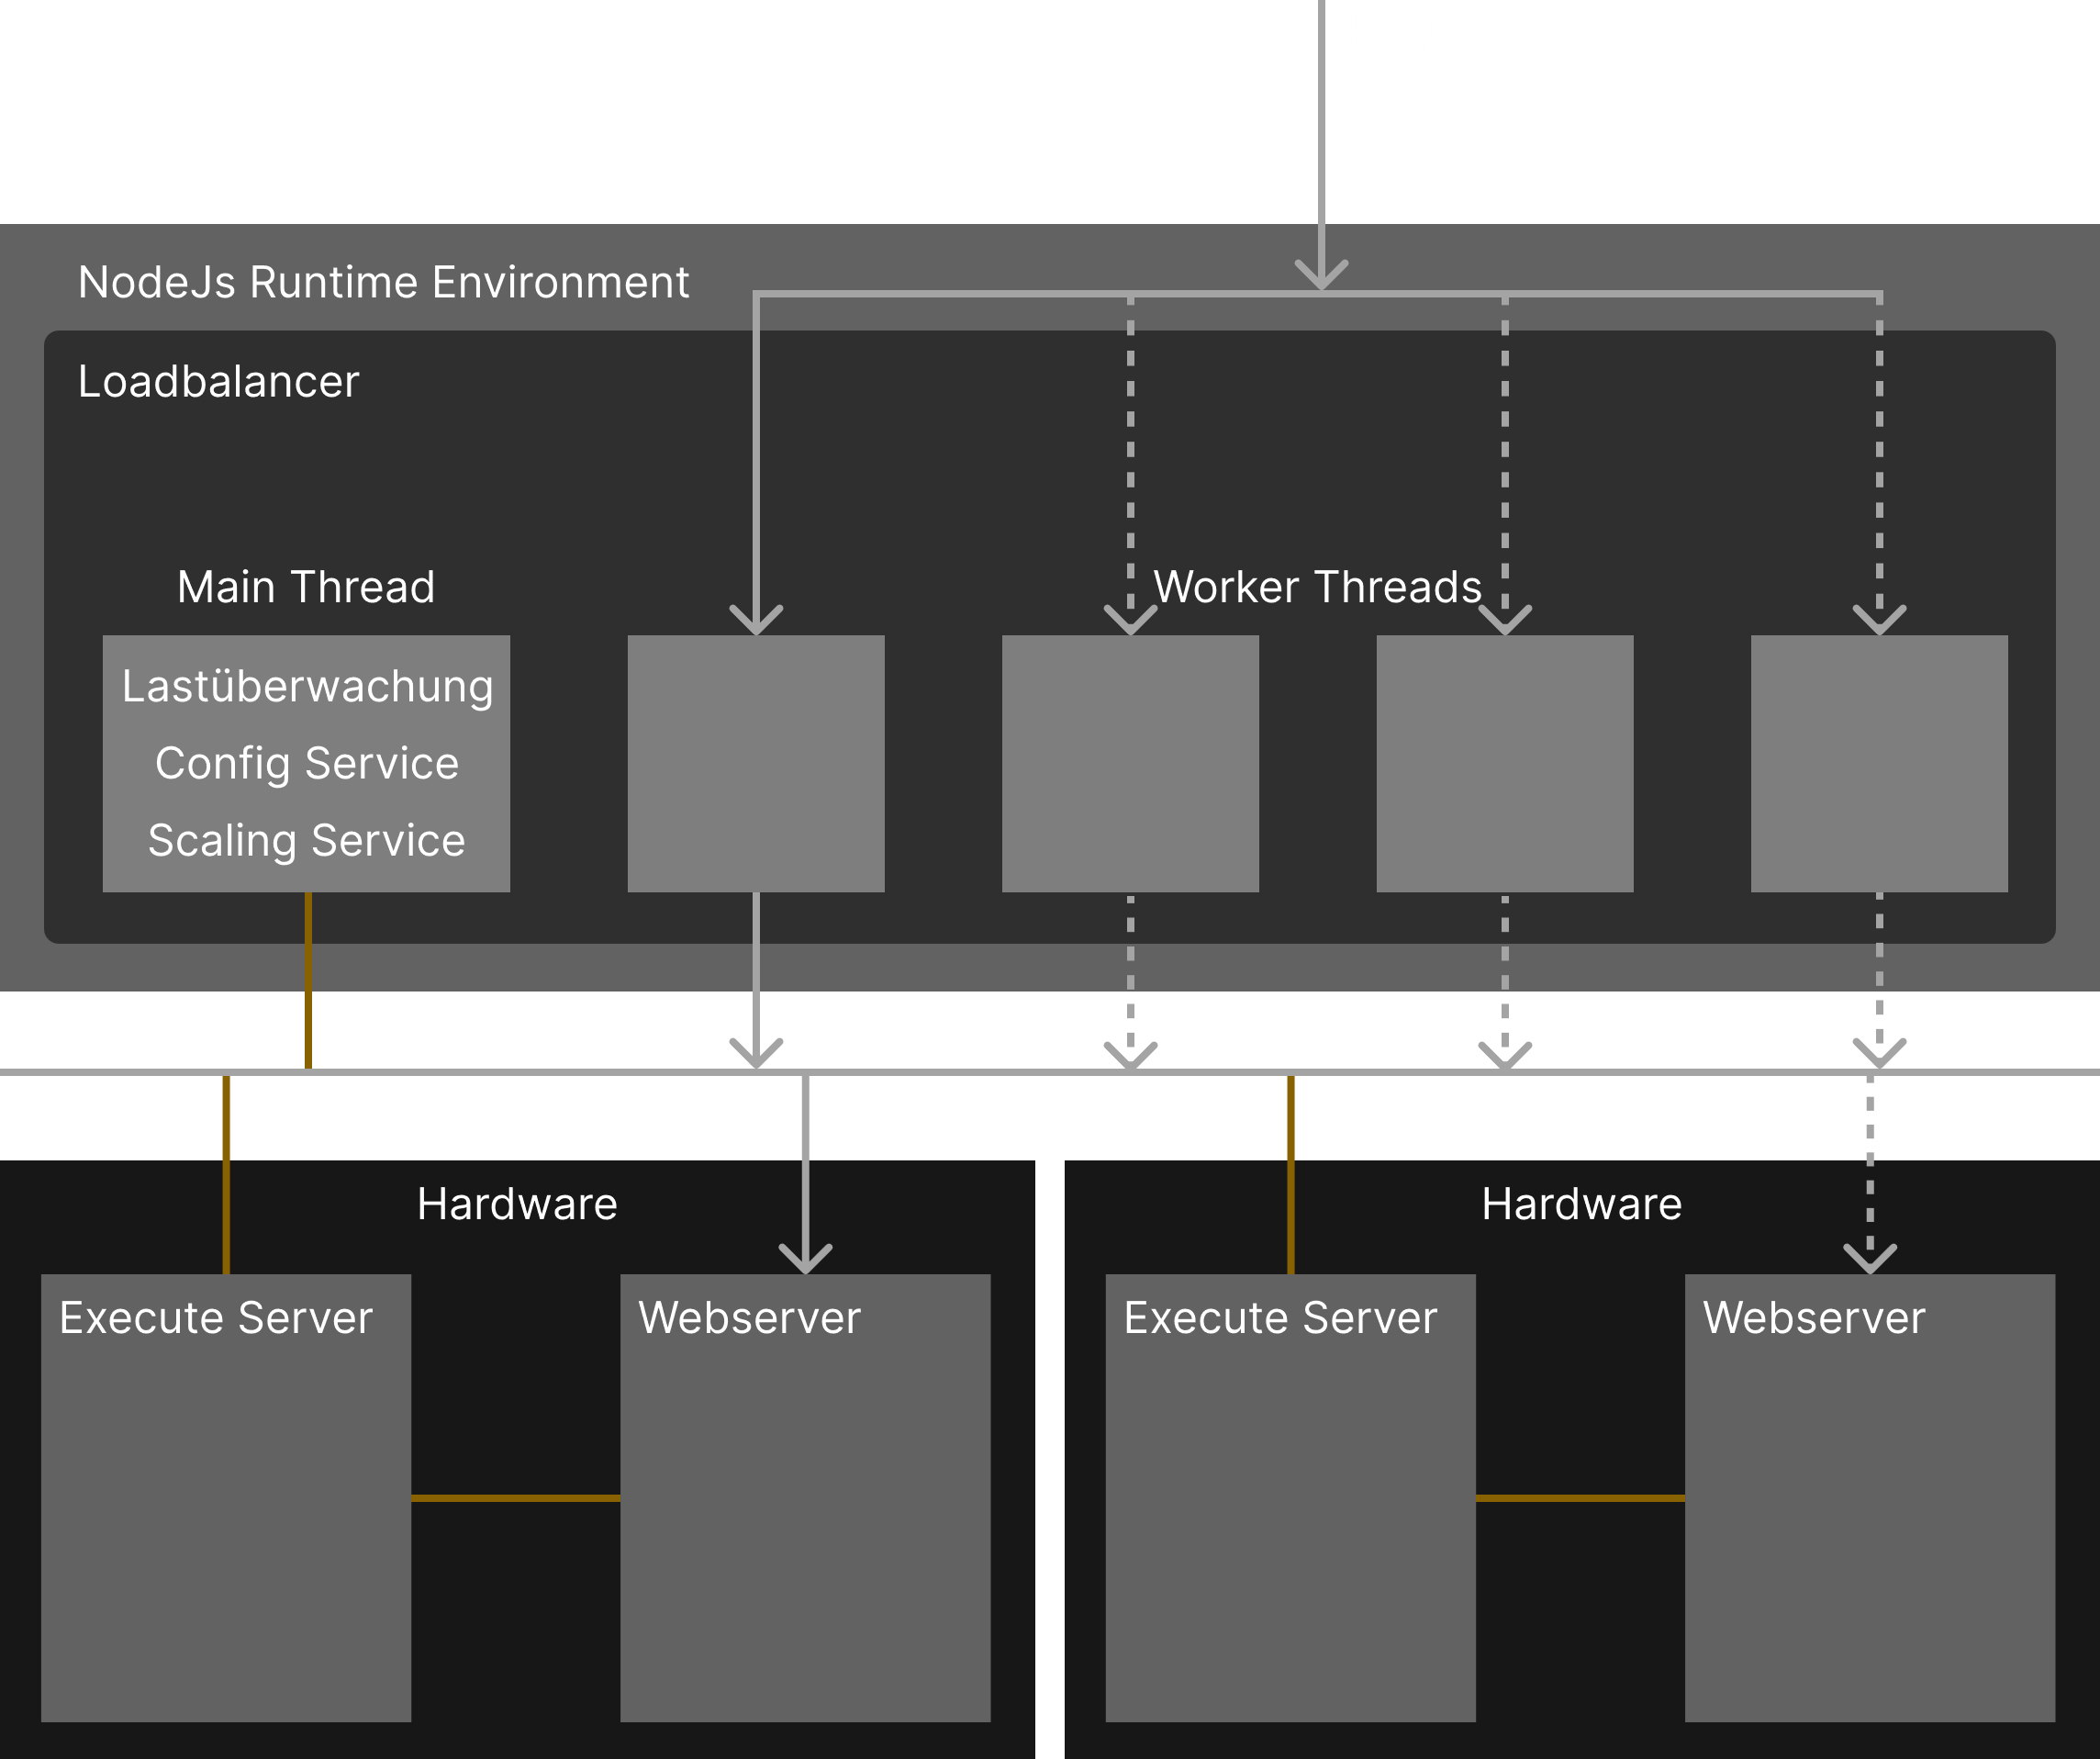 NodeJs Runtime Environment
Loadbalancer
Main Thread
Worker Threads
Lastüberwachung
Config Service
Scaling Service
Hardware
Hardware
Execute Server
Webserver
Execute Server
Webserver